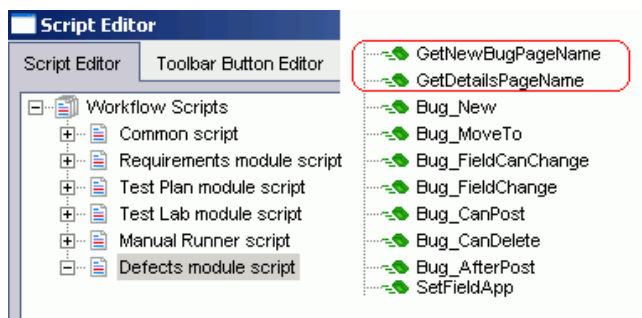 Script Editor
Script Editor
Toolbar Button Editor
Workflow Scripts
Common script
Requirements module script
Test Plan module script
Test Lab module script
Manual Runner script
Defects module script
GetNewBugPageName
GetDetailsPageName
Bug_New
Bug_MoveTo
Bug_FieldCanChange
Bug_FieldChange
Bug_CanPost
Bug_CanDelete
Bug_AfterPost
SetFieldApp